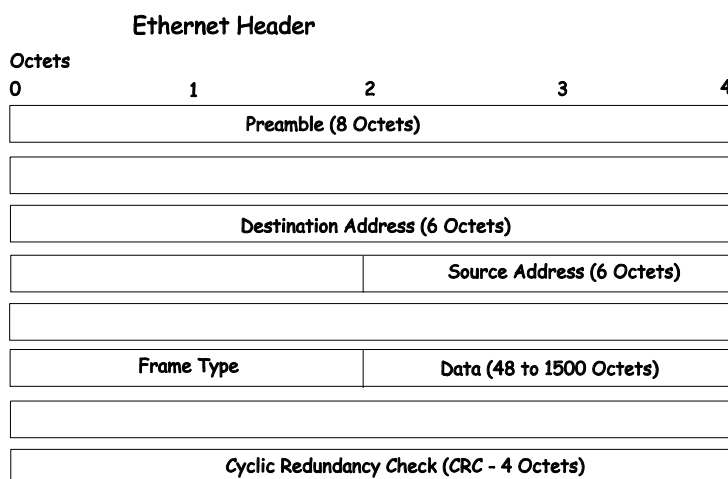 Ethernet Header
Octets
0 1 2 3 4
Preamble (8 Octets)
Destination Address (6 Octets)
Source Address (6 Octets)
Frame Type Data (48 to 1500 Octets)
Cyclic Redundancy Check (CRC - 4 Octets)